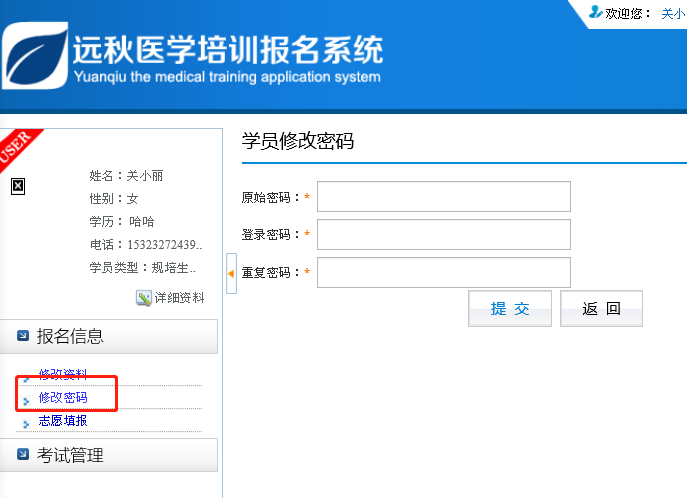 欢迎您： 关小
远秋医学培训报名系统
Yuanqiu the medical training application system
USER
姓名：关小丽
性别：女
学历： 哈哈
电话：15323272439..
学员类型：规培生..
详细资料
报名信息
修改资料
修改密码
志愿填报
考试管理
学员修改密码
原始密码：*
登录密码：*
重复密码：*
提 交
返 回